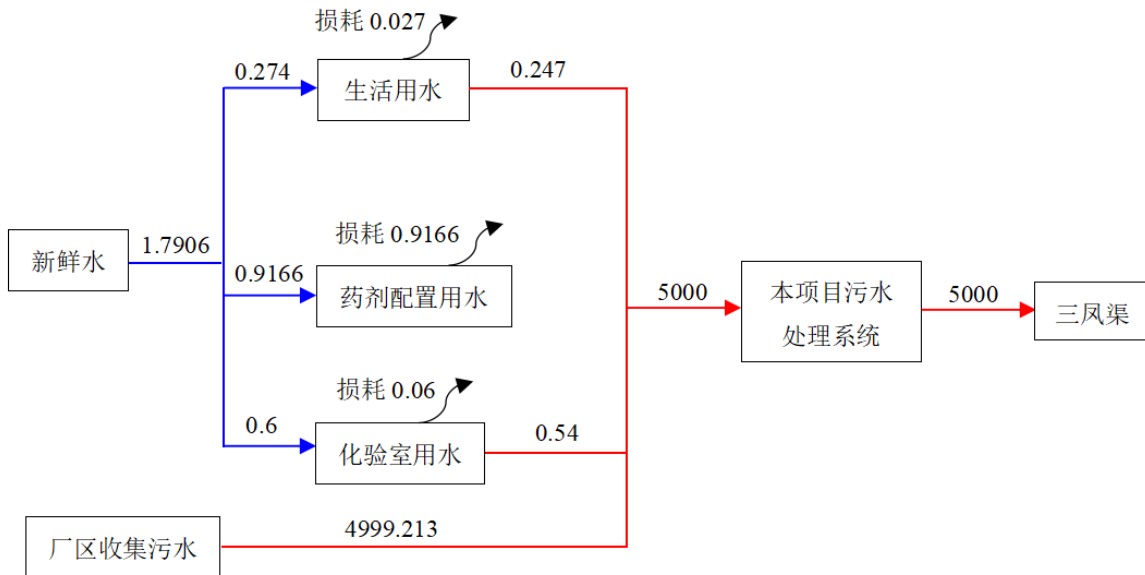 损耗 0.027
0.274
生活用水
0.247
损耗 0.9166
新鲜水
1.7906
0.9166
药剂配置用水
5000
本项目污水
处理系统
5000
三凤渠
损耗 0.06
0.6
化验室用水
0.54
厂区收集污水
4999.213